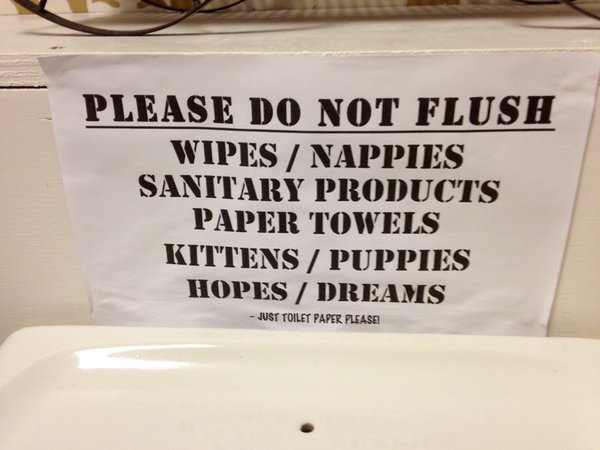 PLEASE DO NOT FLUSH
WIPES / NAPPIES
SANITARY PRODUCTS
PAPER TOWELS
KITTENS / PUPPIES
HOPES / DREAMS
- JUST TOILET PAPER PLEASE!